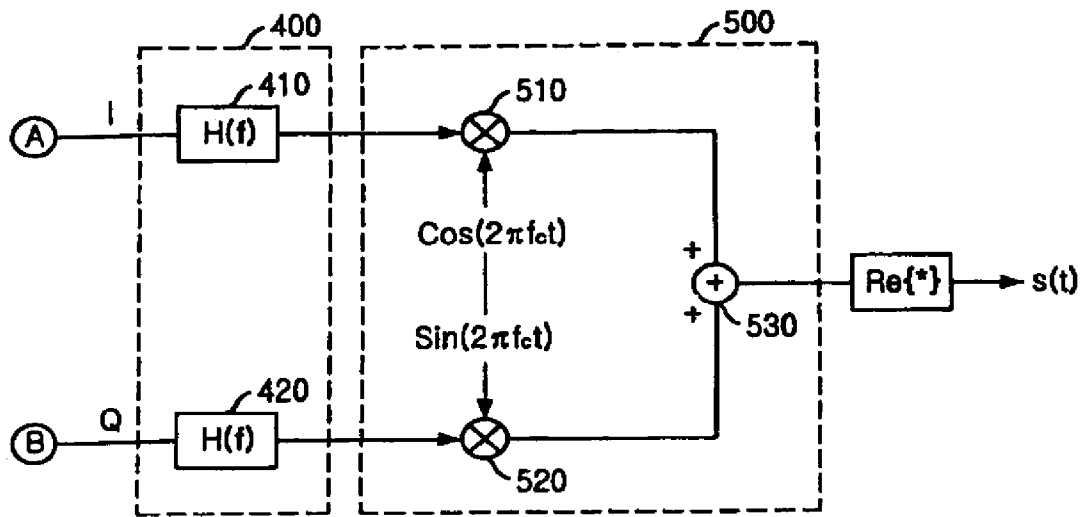 400
500
410
510
A
I
H(f)
Cos(2πfct)
+
+
Re{*}
s(t)
+
530
Sin(2πfct)
420
B
Q
H(f)
520